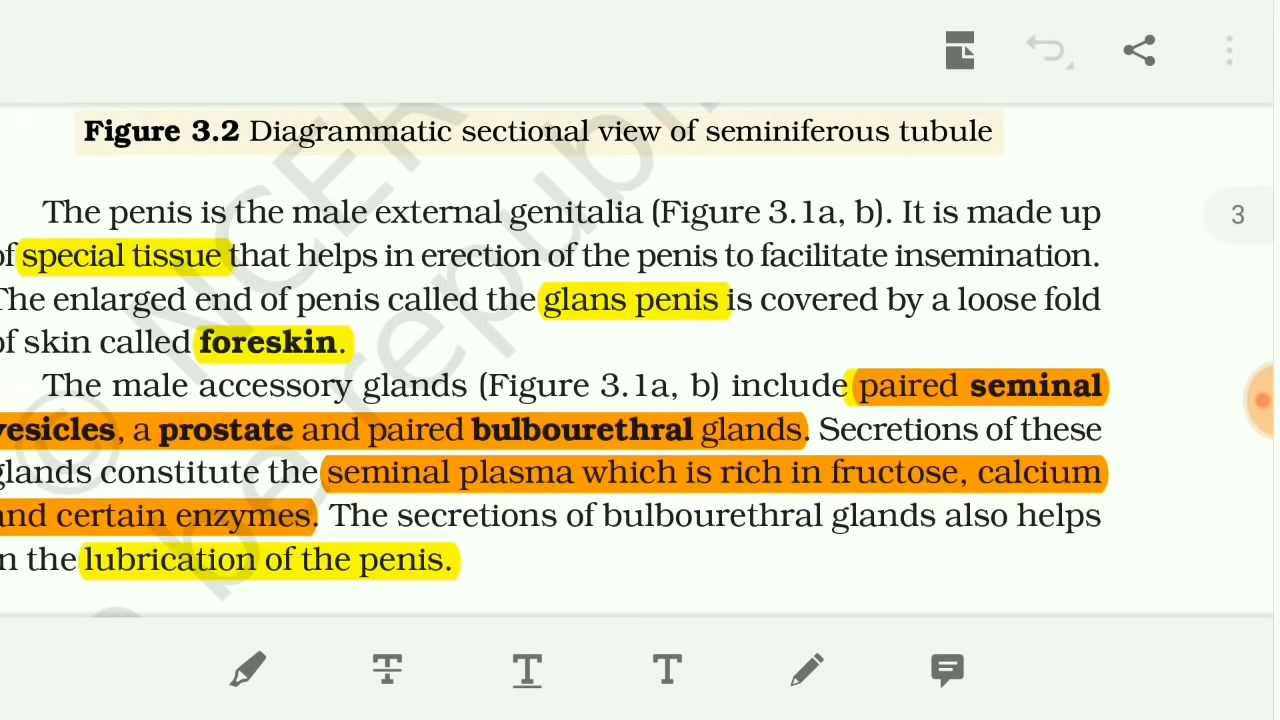 Figure 3.2 Diagrammatic sectional view of seminiferous tubule
The penis is the male external genitalia (Figure 3.1a, b). It is made up
of special tissue that helps in erection of the penis to facilitate insemination.
The enlarged end of penis called the glans penis is covered by a loose fold
of skin called foreskin.
The male accessory glands (Figure 3.1a, b) include paired seminal
vesicles, a prostate and paired bulbourethral glands. Secretions of these
glands constitute the seminal plasma which is rich in fructose, calcium
and certain enzymes. The secretions of bulbourethral glands also helps
in the lubrication of the penis.
3